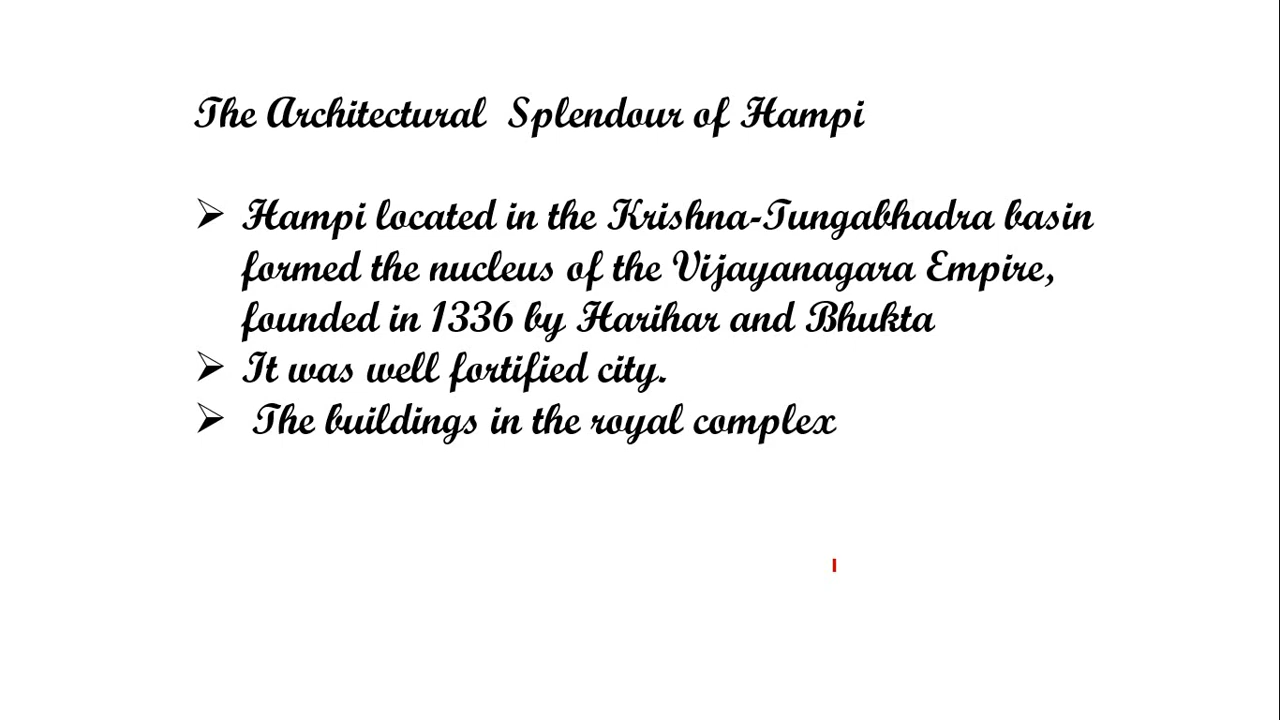 The Architectural Splendour of Hampi
➢ Hampi located in the Krishna-Tungabhadra basin
formed the nucleus of the Vijayanagara Empire,
founded in 1336 by Harihar and Bhukta
➢ It was well fortified city.
➢ The buildings in the royal complex